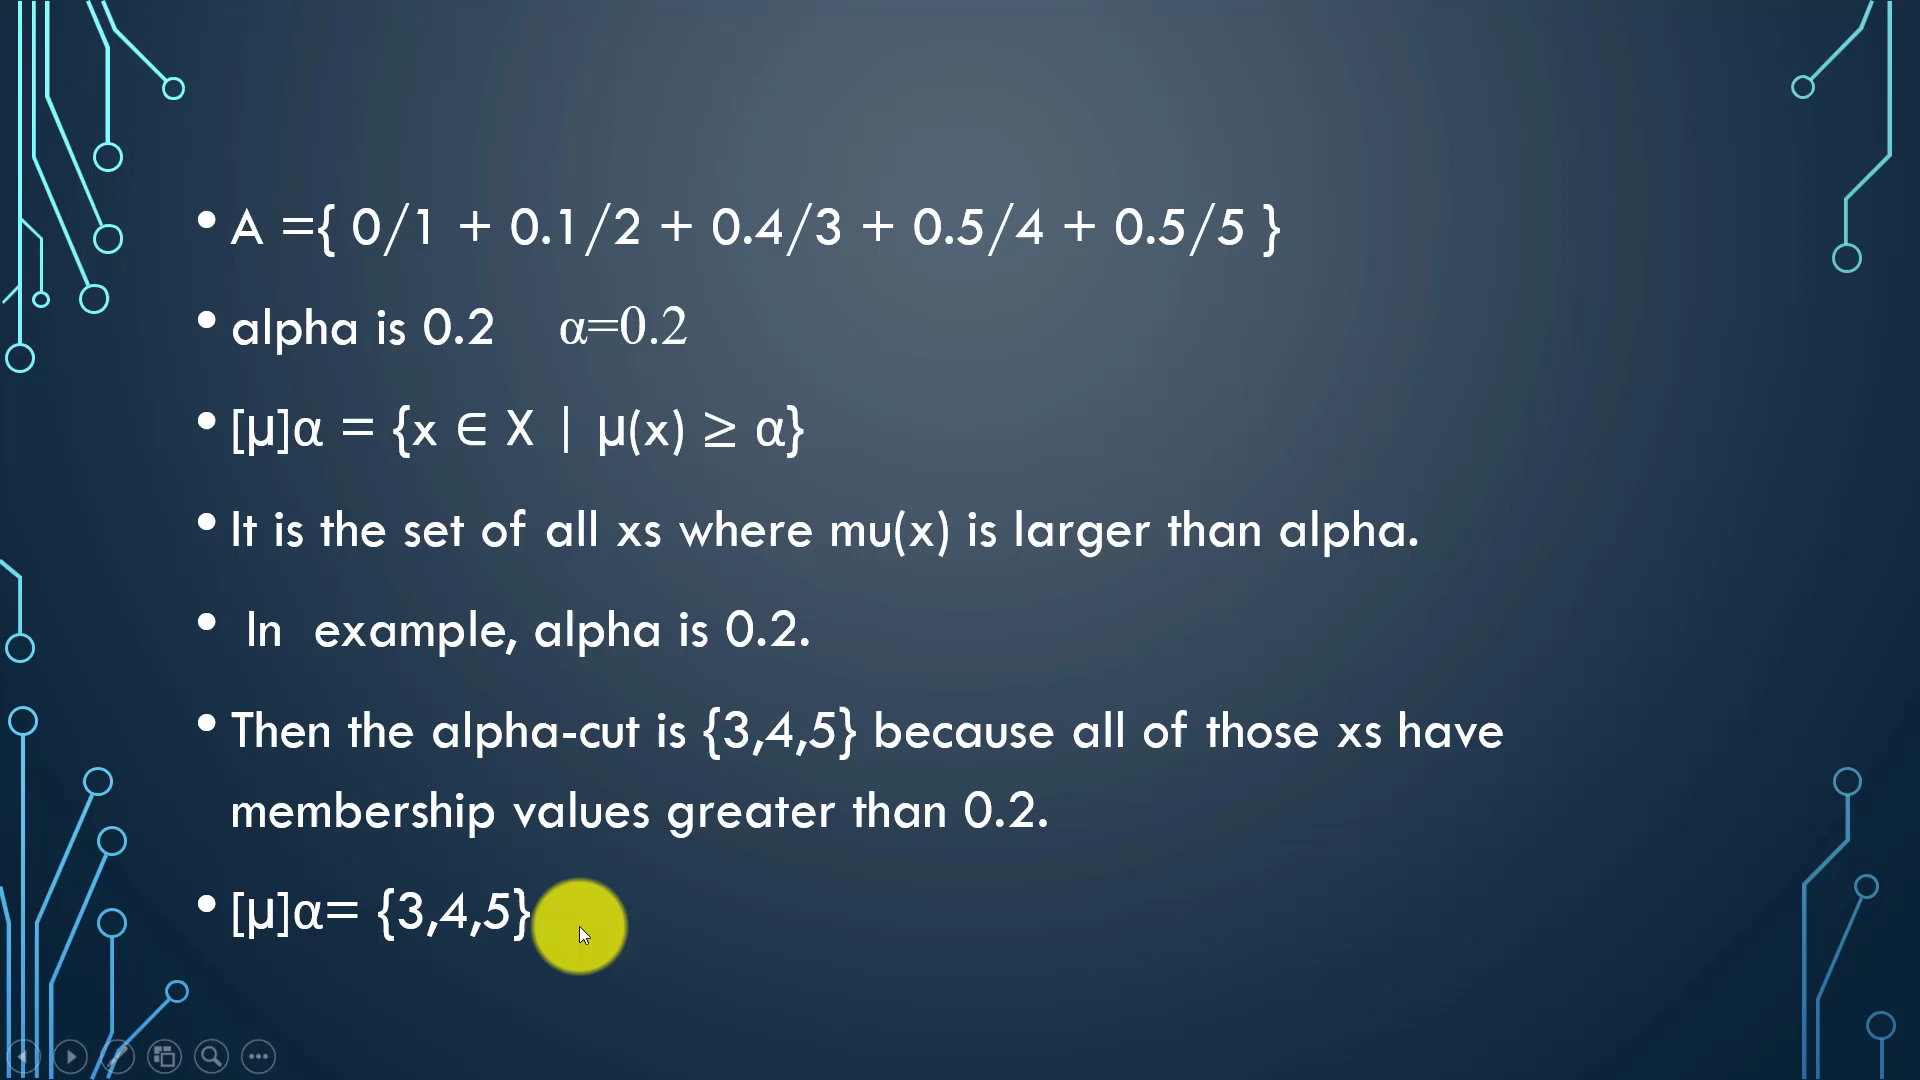 • A ={ 0/1 + 0.1/2 + 0.4/3 + 0.5/4 + 0.5/5 }
• alpha is 0.2 α=0.2
• [μ]α = {x ∈ X | μ(x) ≥ α}
• It is the set of all xs where mu(x) is larger than alpha.
• In example, alpha is 0.2.
• Then the alpha-cut is {3,4,5} because all of those xs have
membership values greater than 0.2.
• [μ]α= {3,4,5}